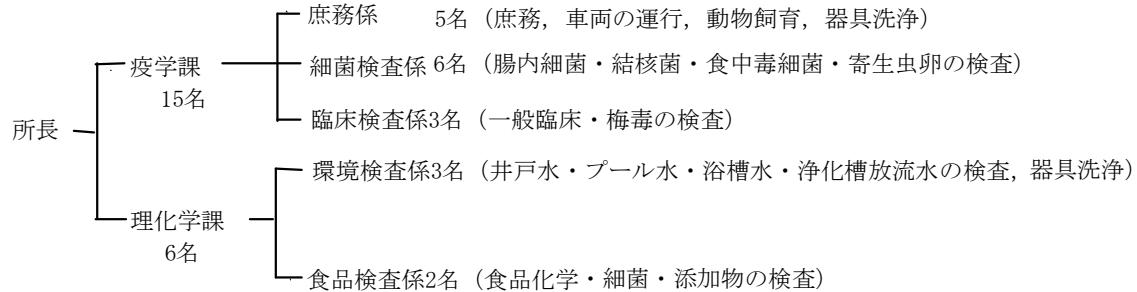 庶務係 5名（庶務，車両の運行，動物飼育，器具洗浄）
疫学課 細菌検査係 6名（腸内細菌・結核菌・食中毒細菌・寄生虫卵の検査）
15名
臨床検査係3名（一般臨床・梅毒の検査）
所長
環境検査係3名（井戸水・プール水・浴槽水・浄化槽放流水の検査，器具洗浄）
理化学課
6名
食品検査係2名（食品化学・細菌・添加物の検査）